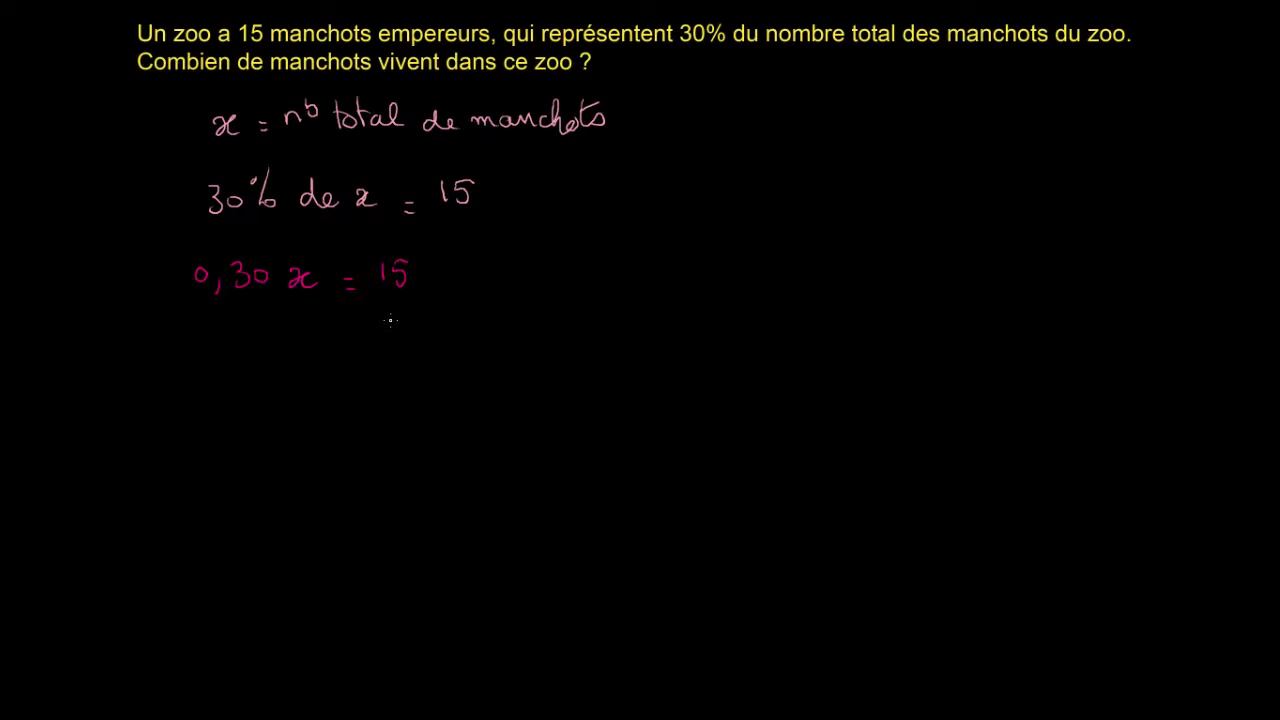 Un zoo a 15 manchots empereurs, qui représentent 30% du nombre total des manchots du zoo.
Combien de manchots vivent dans ce zoo ?
x = nb total de manchots
30% de x = 15
0,30 x = 15